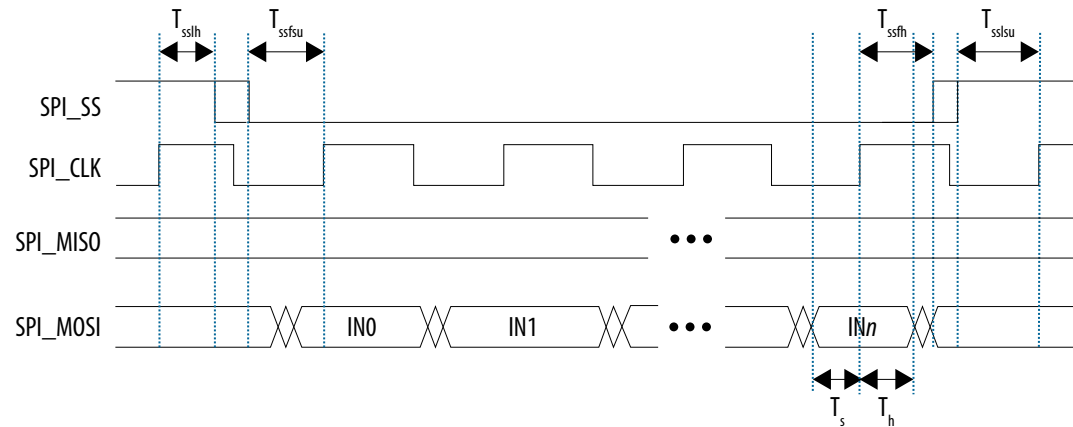 Tsslh
Tssfsu
Tssfh
Tsslsu
SPI_SS
SPI_CLK
SPI_MISO
SPI_MOSI
IN0
IN1
INn
Ts
Th